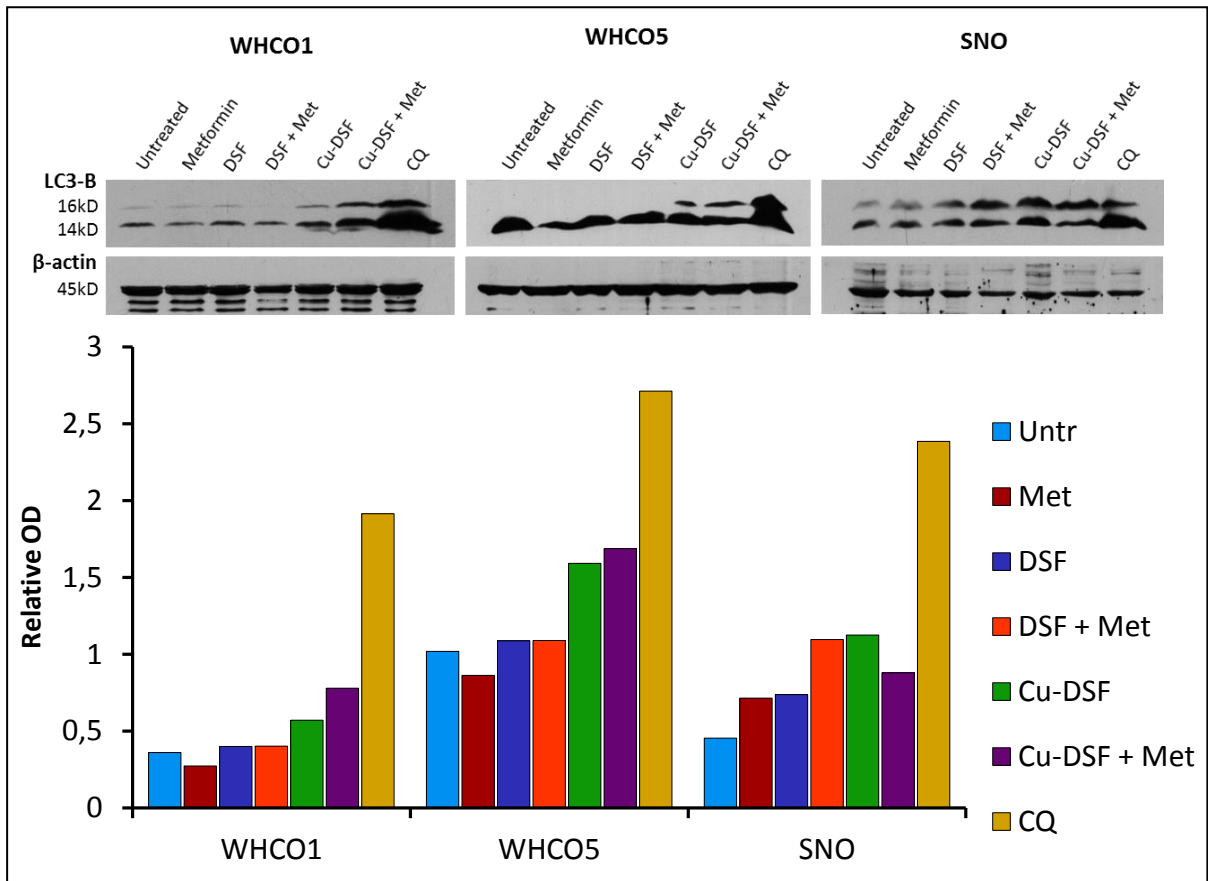 WHCO1
WHCO5
SNO
Untreated
Metformin
DSF
DSF + Met
Cu-DSF
Cu-DSF + Met
CQ
Untreated
Metformin
DSF
DSF + Met
Cu-DSF
Cu-DSF + Met
CQ
Untreated
Metformin
DSF
DSF + Met
Cu-DSF
Cu-DSF + Met
CQ
LC3-B
16kD
14kD
β-actin
45kD
3
2,5
2
1,5
1
0,5
0
Relative OD
WHCO1
WHCO5
SNO
Untr
Met
DSF
DSF + Met
Cu-DSF
Cu-DSF + Met
CQ